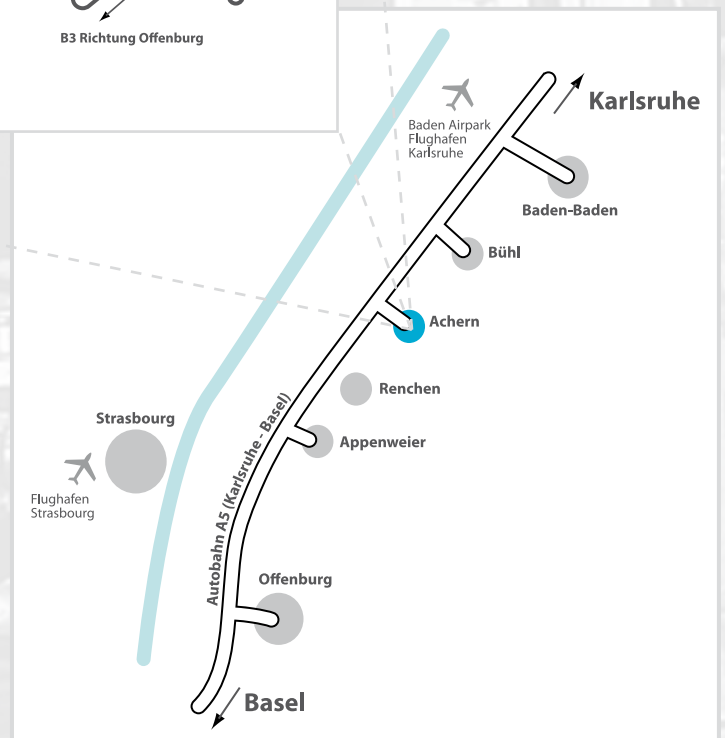 B3 Richtung Offenburg
Karlsruhe
Baden Airpark
Flughafen
Karlsruhe
Baden-Baden
Bühl
Achern
Renchen
Strasbourg
Appenweier
Flughafen
Strasbourg
Autobahn A5 (Karlsruhe - Basel)
Offenburg
Basel